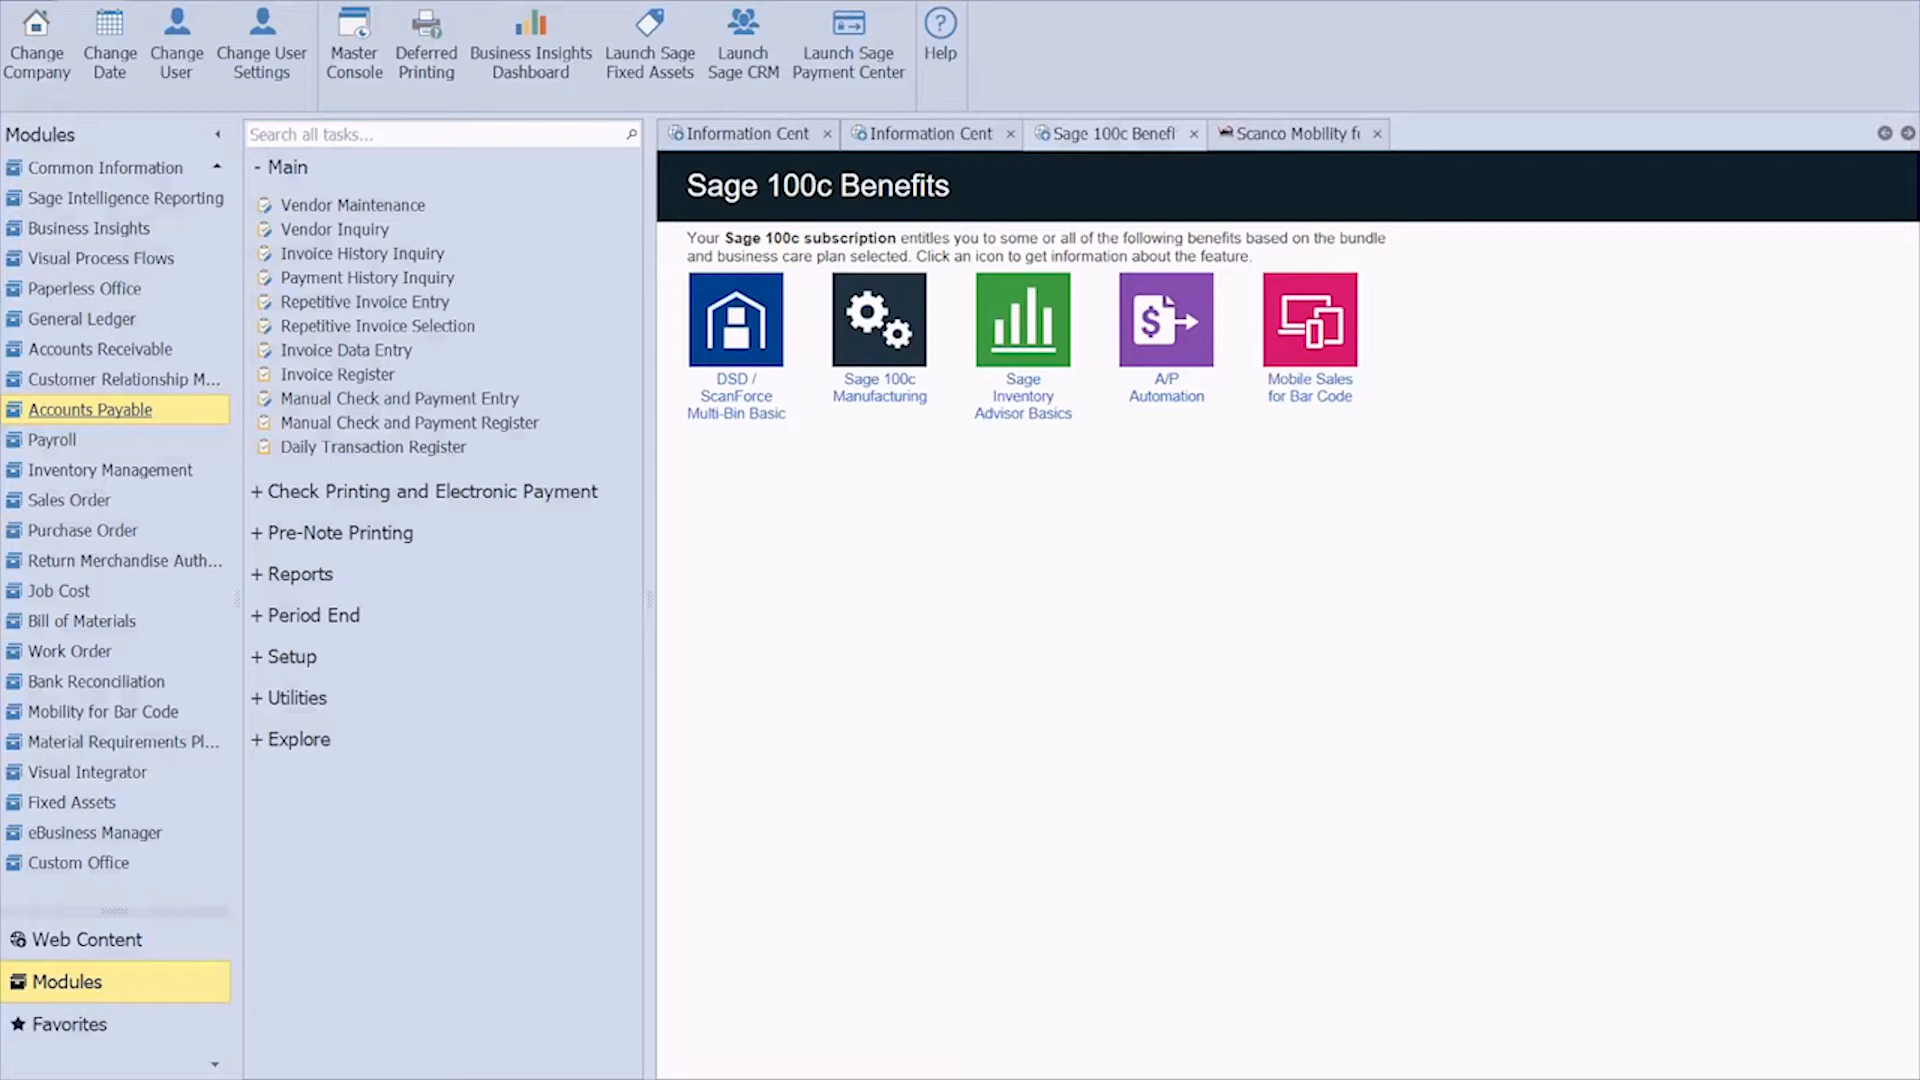 Change
Company
Change
Date
Change
User
Change User
Settings
Master
Console
Deferred
Printing
Business Insights
Dashboard
Launch Sage
Fixed Assets
Launch
Sage CRM
Launch Sage
Payment Center
?
Help
Modules
Common Information
Sage Intelligence Reporting
Business Insights
Visual Process Flows
Paperless Office
General Ledger
Accounts Receivable
Customer Relationship M...
Accounts Payable
Payroll
Inventory Management
Sales Order
Purchase Order
Return Merchandise Auth...
Job Cost
Bill of Materials
Work Order
Bank Reconciliation
Mobility for Bar Code
Material Requirements Pl...
Visual Integrator
Fixed Assets
eBusiness Manager
Custom Office
Web Content
Modules
Favorites
Search all tasks...
- Main
Vendor Maintenance
Vendor Inquiry
Invoice History Inquiry
Payment History Inquiry
Repetitive Invoice Entry
Repetitive Invoice Selection
Invoice Data Entry
Invoice Register
Manual Check and Payment Entry
Manual Check and Payment Register
Daily Transaction Register
+ Check Printing and Electronic Payment
+ Pre-Note Printing
+ Reports
+ Period End
+ Setup
+ Utilities
+ Explore
Information Cent ×
Information Cent ×
Sage 100c Benefi ×
Scanco Mobility fo ×
Sage 100c Benefits
Your Sage 100c subscription entitles you to some or all of the following benefits based on the bundle
and business care plan selected. Click an icon to get information about the feature.
DSD /
ScanForce
Multi-Bin Basic
Sage 100c
Manufacturing
Sage
Inventory
Advisor Basics
$
A/P
Automation
Mobile Sales
for Bar Code